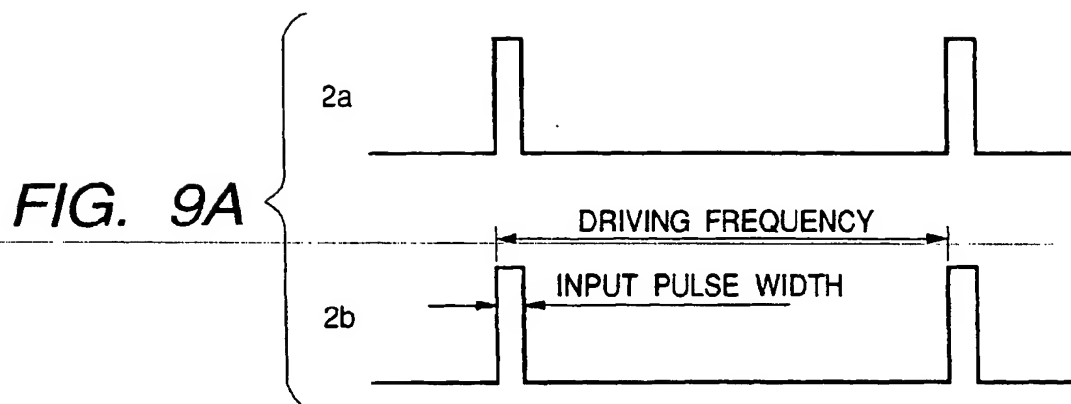 2a
FIG. 9A
DRIVING FREQUENCY
INPUT PULSE WIDTH
2b